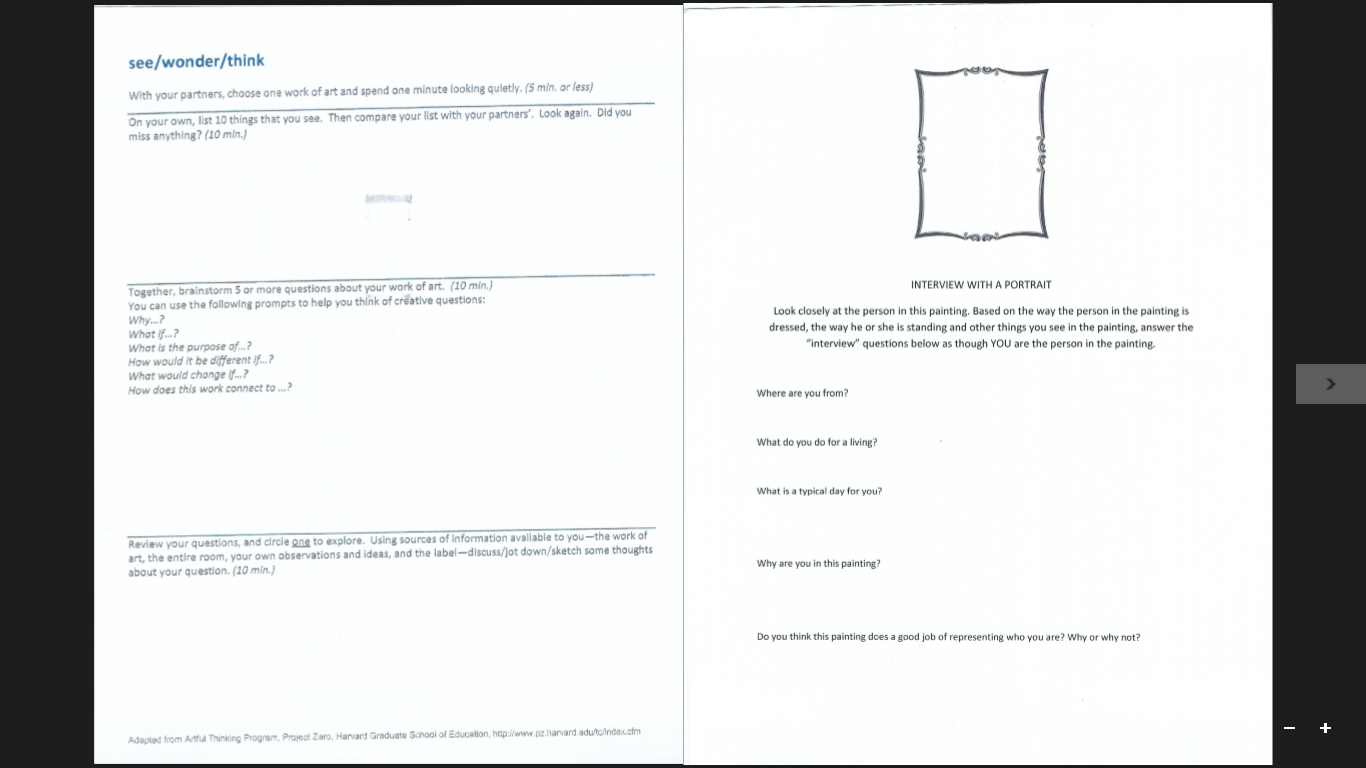 see/wonder/think
With your partners, choose one work of art and spend one minute looking quietly. (5 min. or less)
On your own, list 10 things that you see. Then compare your list with your partners'. Look again. Did you
miss anything? (10 min.)
Together, brainstorm 5 or more questions about your work of art. (10 min.)
You can use the following prompts to help you think of creative questions:
Why...?
What if...?
What is the purpose of...?
How would it be different if...?
What would change if...?
How does this work connect to ...?
Review your questions, and circle one to explore. Using sources of information available to you—the work of
art, the entire room, your own observations and ideas, and the label—discuss/jot down/sketch some thoughts
about your question. (10 min.)
Adapted from Artful Thinking Program, Project Zero, Harvard Graduate School of Education, http://www.pz.harvard.edu/tc/index.cfm
INTERVIEW WITH A PORTRAIT
Look closely at the person in this painting. Based on the way the person in the painting is
dressed, the way he or she is standing and other things you see in the painting, answer the
"interview" questions below as though YOU are the person in the painting.
Where are you from?
What do you do for a living?
What is a typical day for you?
Why are you in this painting?
Do you think this painting does a good job of representing who you are? Why or why not?